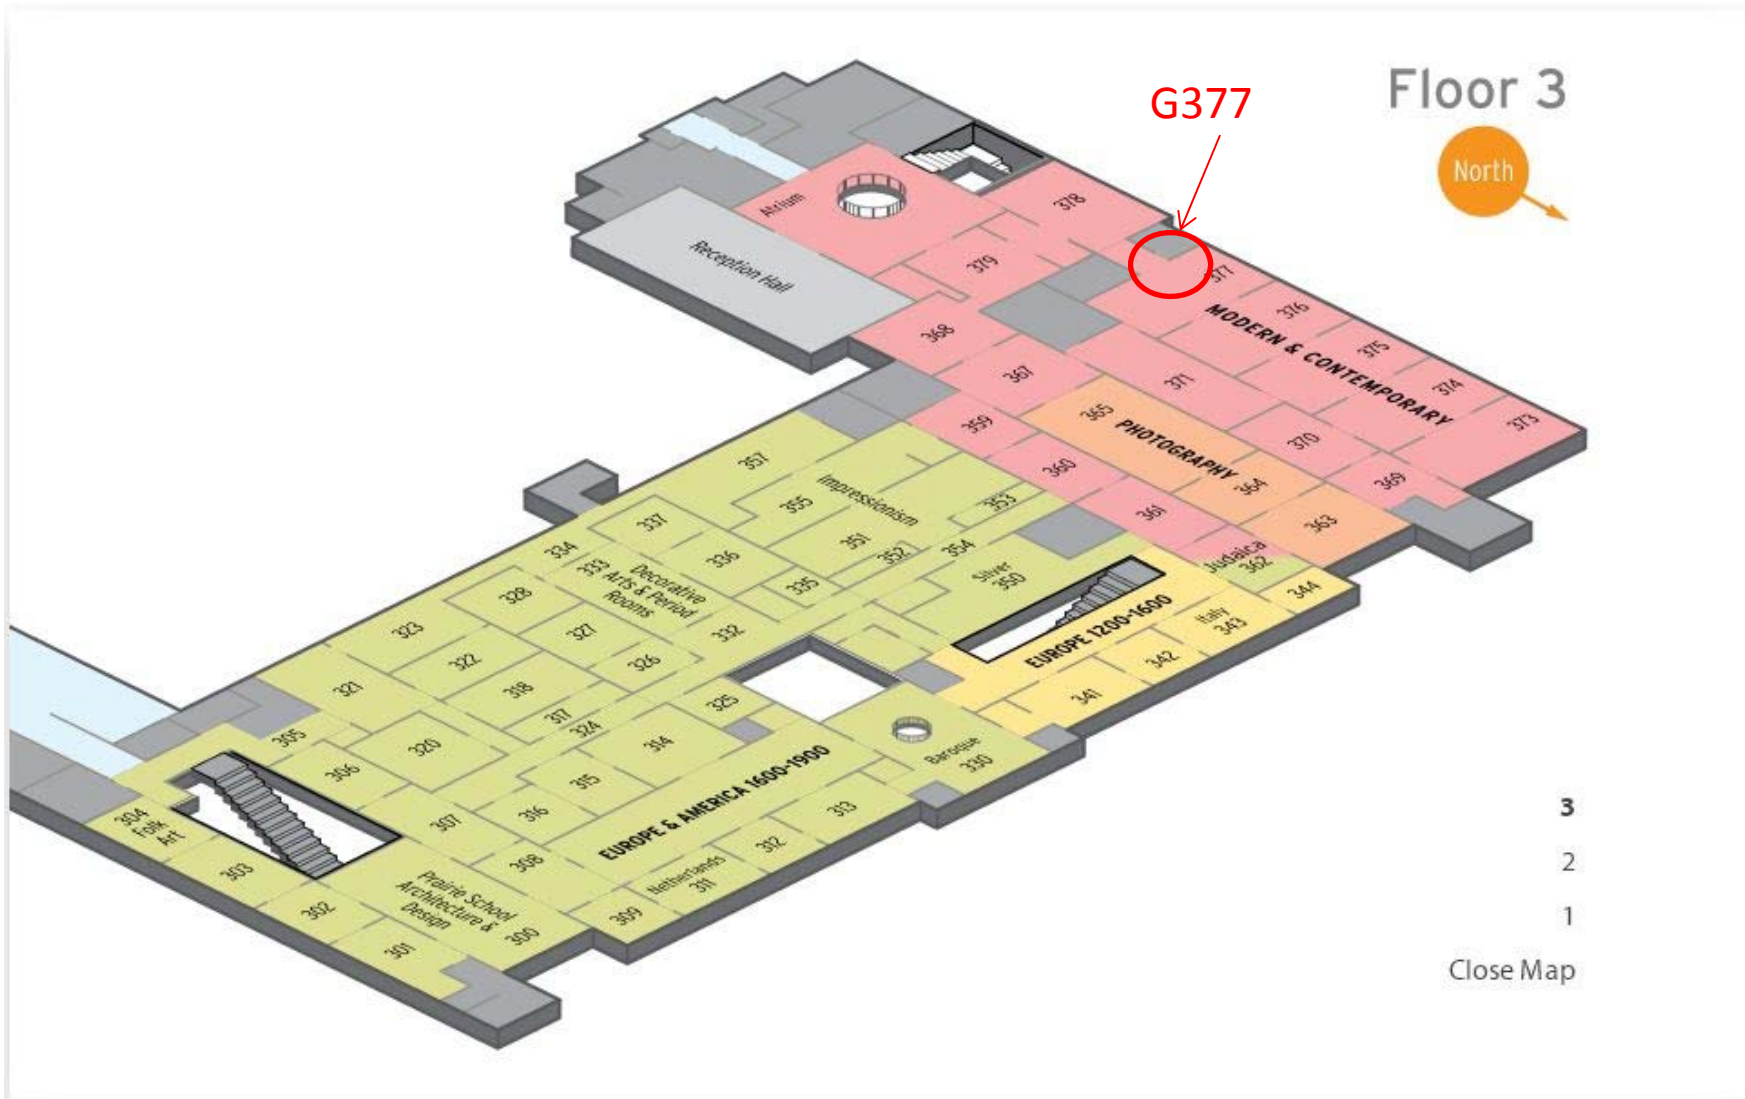 G377
Floor 3
North
Atrium
Reception Hall
378
379
377
376
375
374
373
MODERN & CONTEMPORARY
368
367
371
370
369
365
PHOTOGRAPHY
364
363
359
360
361
Judaica
362
357
Impressionism
355
353
351
352
354
337
336
335
334
333
Decorative
Arts & Period
Rooms
332
328
327
326
325
323
322
321
318
317
324
320
314
315
316
Silver
350
EUROPE 1200-1600
Italy
343
344
342
341
Baroque
330
305
306
307
308
EUROPE & AMERICA 1600-1900
313
312
Netherlands
311
309
304
Folk
Art
303
302
301
Prairie School
Architecture &
Design
300
3
2
1
Close Map